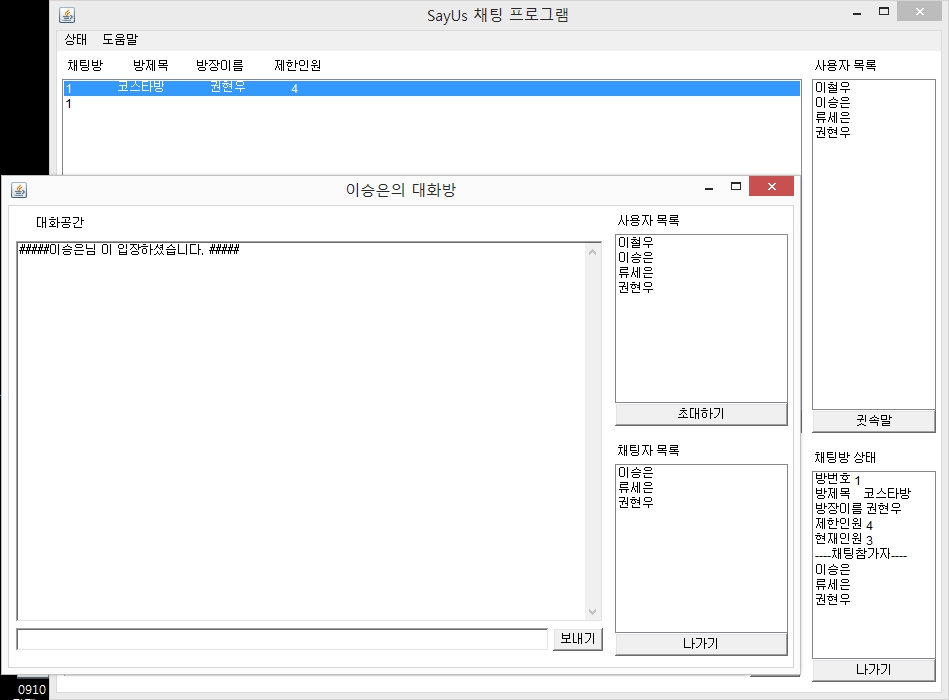 SayUs 채팅 프로그램
상태 도움말
채팅방 방제목 방장이름 제한인원
1 코스타방 권현우 4
1
사용자 목록
이철우
이승은
류세은
권현우
귓속말
채팅방 상태
방번호 1
방제목 코스타방
방장이름 권현우
제한인원 4
현재인원 3
----채팅참가자----
이승은
류세은
권현우
나가기
이승은의 대화방
대화공간
#####이승은님 이 입장하셨습니다. #####
보내기
사용자 목록
이철우
이승은
류세은
권현우
초대하기
채팅자 목록
이승은
류세은
권현우
나가기
0910